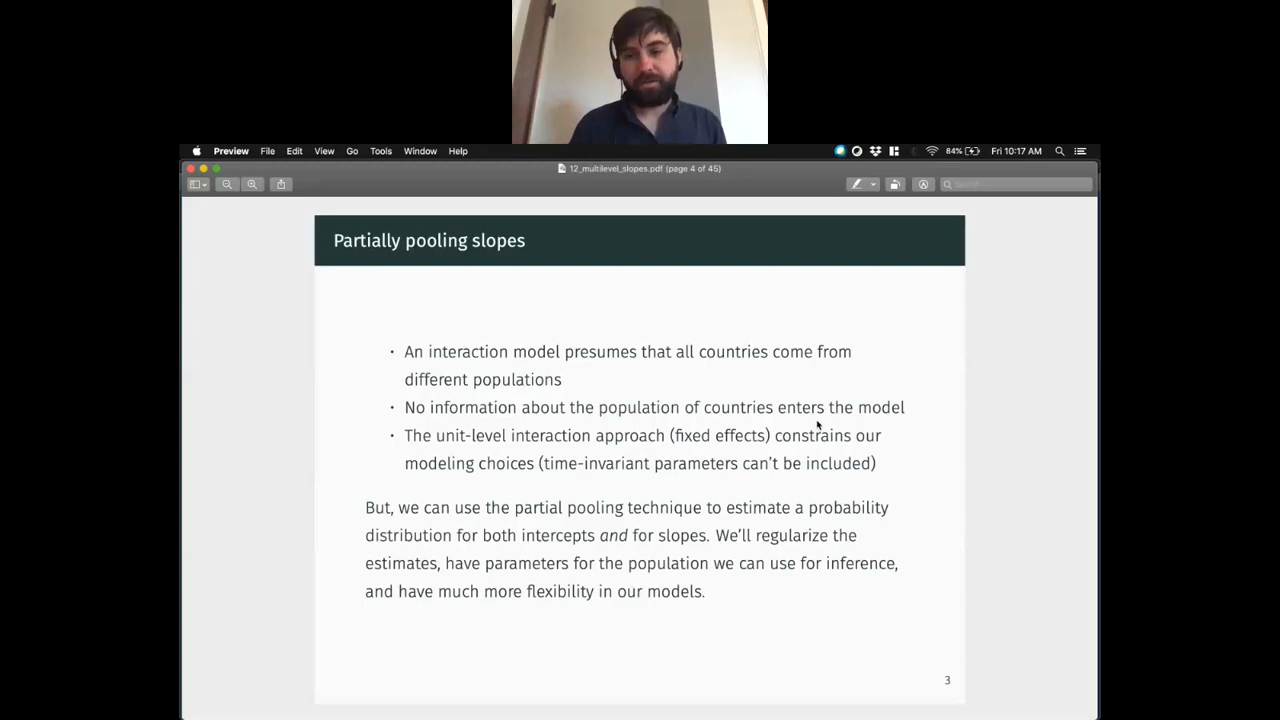 Preview File Edit View Go Tools Window Help 84% Fri 10:17 AM
12_multilevel_slopes.pdf (page 4 of 45)
Search
Partially pooling slopes
· An interaction model presumes that all countries come from
different populations
· No information about the population of countries enters the model
· The unit-level interaction approach (fixed effects) constrains our
modeling choices (time-invariant parameters can't be included)
But, we can use the partial pooling technique to estimate a probability
distribution for both intercepts and for slopes. We'll regularize the
estimates, have parameters for the population we can use for inference,
and have much more flexibility in our models.
3